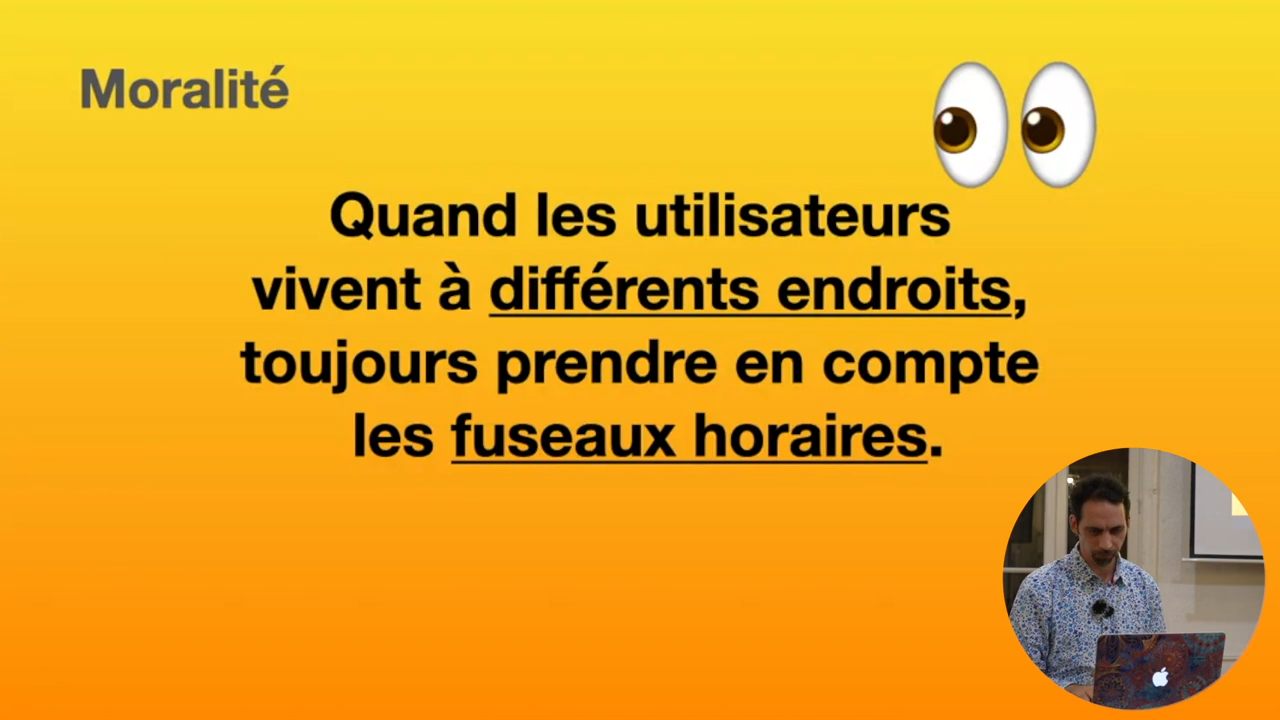 Moralité
Quand les utilisateurs
vivent à différents endroits,
toujours prendre en compte
les fuseaux horaires.